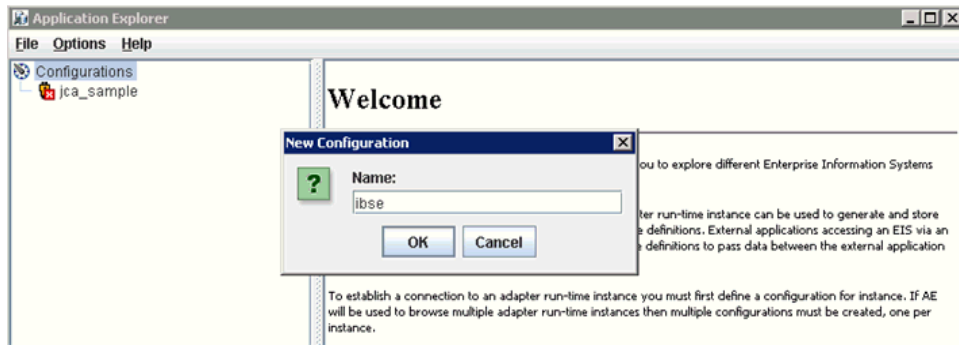 Application Explorer
File Options Help
Configurations
jca_sample
Welcome
New Configuration
Name:
ibse
OK Cancel
ou to explore different Enterprise Information Systems
ter run-time instance can be used to generate and store
e definitions. External applications accessing an EIS via an
e definitions to pass data between the external application
To establish a connection to an adapter run-time instance you must first define a configuration for instance. If AE
will be used to browse multiple adapter run-time instances then multiple configurations must be created, one per
instance.